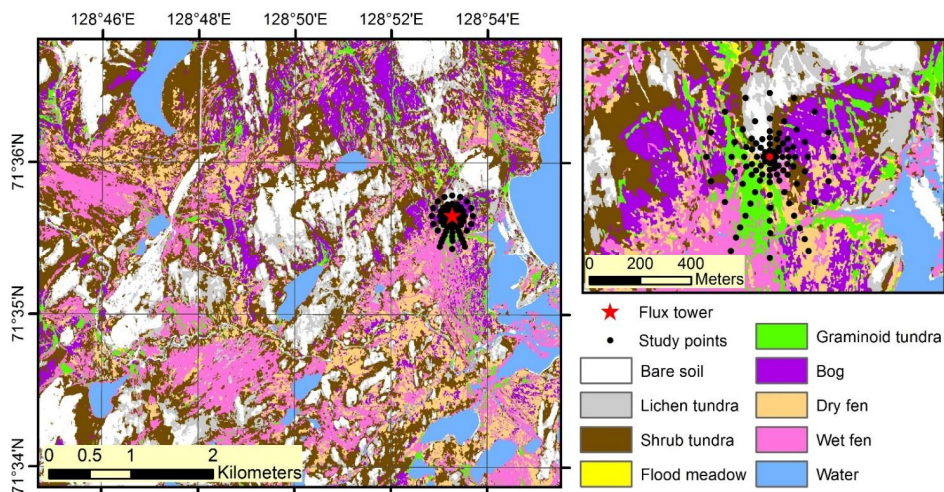 128°46'E 128°48'E 128°50'E 128°52'E 128°54'E
71°36'N
71°35'N
71°34'N
0 0.5 1 2
Kilometers
0 200 400
Meters
Flux tower
Study points
Bare soil
Lichen tundra
Shrub tundra
Flood meadow
Graminoid tundra
Bog
Dry fen
Wet fen
Water